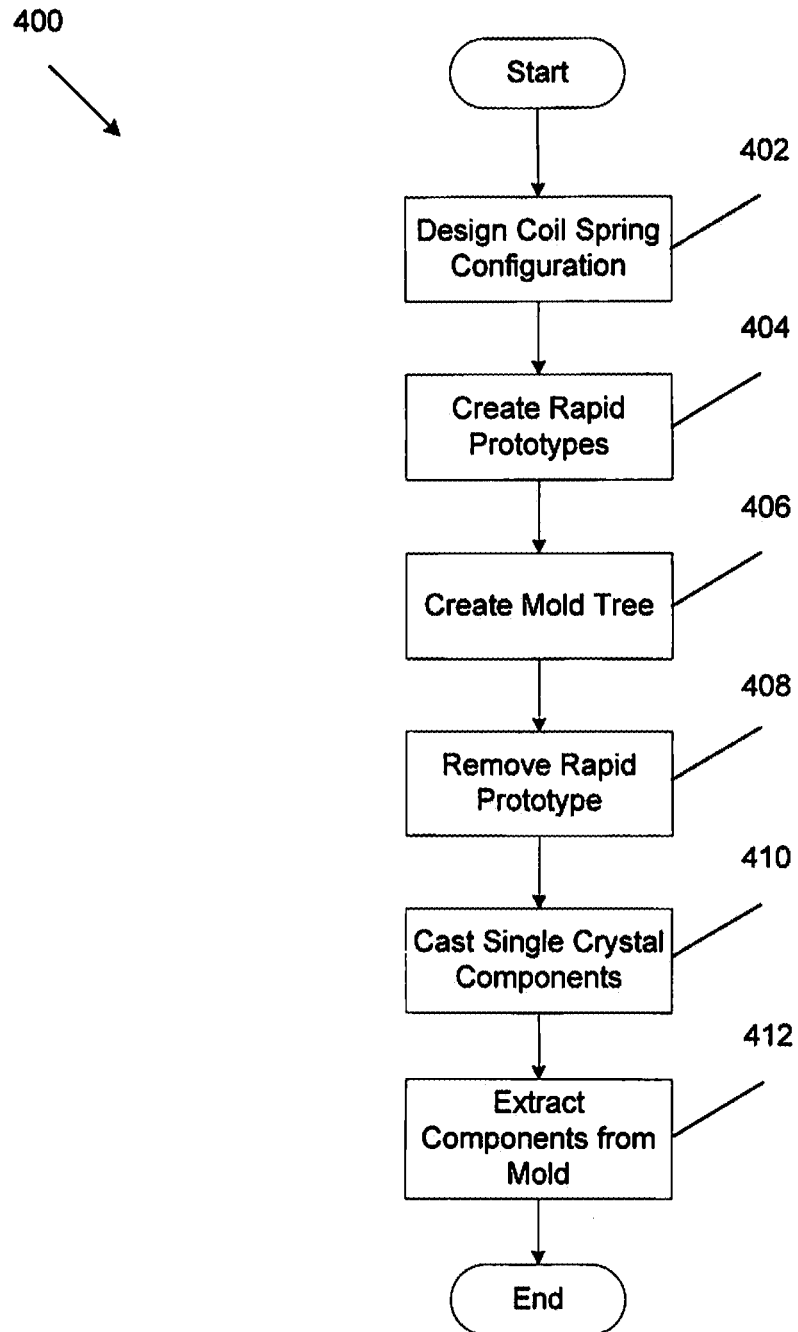 400
Start
402
Design Coil Spring
Configuration
404
Create Rapid
Prototypes
406
Create Mold Tree
408
Remove Rapid
Prototype
410
Cast Single Crystal
Components
412
Extract
Components from
Mold
End